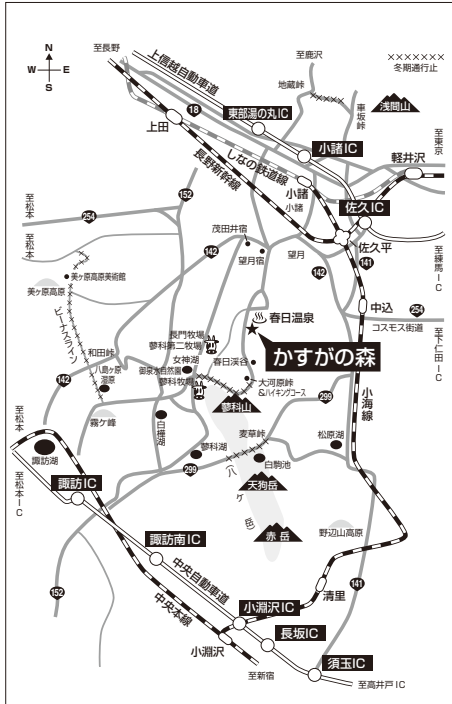 至長野
上信越自動車道
至鹿沢
冬期通行止
N
W
E
S
地蔵峠
車坂峠
浅間山
18
東部湯の丸IC
上田
小諸IC
至東京
軽井沢
しなの鉄道線
長野新幹線
小諸
小諸
152
至松本
254
佐久IC
茂田井宿
佐久平
至松本
142
望月宿
望月
142
141
至練馬IC
美ヶ原高原美術館
美ヶ原高原
中込
254
春日温泉
コスモス街道
至下仁田IC
ビーナスライン
長門牧場
蓼科第二牧場
かすがの森
和田峠
女神湖
春日渓谷
八島ヶ原
湿原
御泉水自然園
蓼科牧場
大河原峠
&ハイキングコース
小海線
142
蓼科山
299
至松本
霧ケ峰
白樺湖
麦草峠
松原湖
諏訪湖
蓼科湖
299
白駒池
(八ヶ岳)
天狗岳
至松本IC
諏訪IC
赤岳
野辺山高原
諏訪南IC
152
中央自動車道
141
清里
中央本線
小淵沢IC
長坂IC
小淵沢
須玉IC
至新宿
至高井戸IC